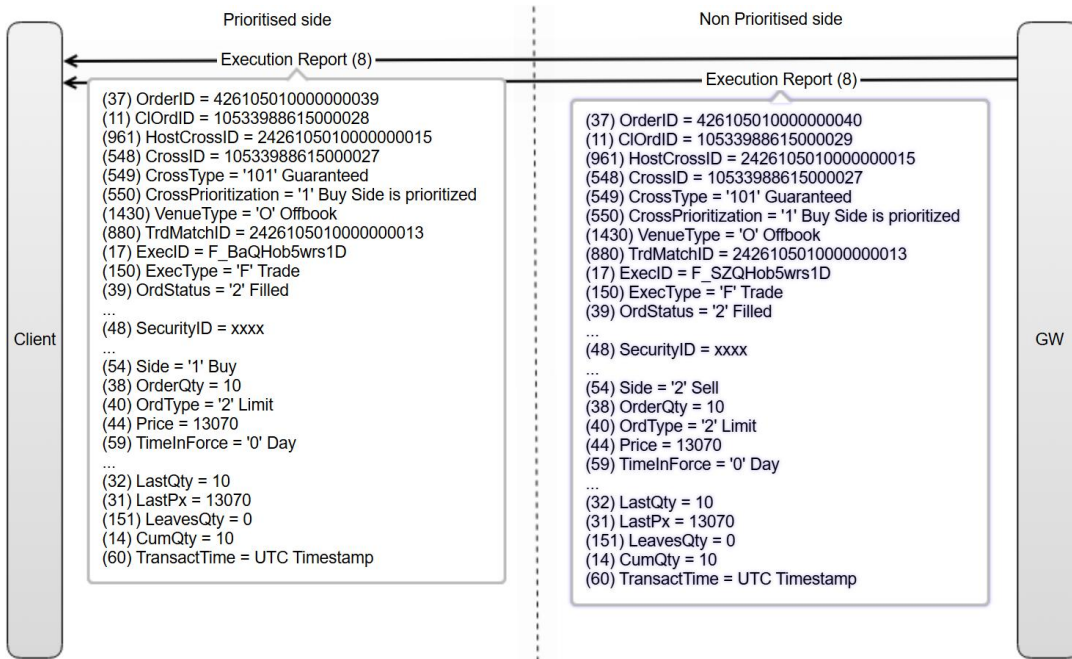 Prioritised side
Non Prioritised side
Execution Report (8)
Execution Report (8)
Client
(37) OrderID = 426105010000000039
(11) ClOrdID = 10533988615000028
(961) HostCrossID = 2426105010000000015
(548) CrossID = 10533988615000027
(549) CrossType = '101' Guaranteed
(550) CrossPrioritization = '1' Buy Side is prioritized
(1430) VenueType = 'O' Offbook
(880) TrdMatchID = 2426105010000000013
(17) ExecID = F_BaQHob5wrs1D
(150) ExecType = 'F' Trade
(39) OrdStatus = '2' Filled
...
(48) SecurityID = xxxx
...
(54) Side = '1' Buy
(38) OrderQty = 10
(40) OrdType = '2' Limit
(44) Price = 13070
(59) TimeInForce = '0' Day
...
(32) LastQty = 10
(31) LastPx = 13070
(151) LeavesQty = 0
(14) CumQty = 10
(60) TransactTime = UTC Timestamp
(37) OrderID = 426105010000000040
(11) ClOrdID = 10533988615000029
(961) HostCrossID = 2426105010000000015
(548) CrossID = 10533988615000027
(549) CrossType = '101' Guaranteed
(550) CrossPrioritization = '1' Buy Side is prioritized
(1430) VenueType = 'O' Offbook
(880) TrdMatchID = 2426105010000000013
(17) ExecID = F_SZQHob5wrs1D
(150) ExecType = 'F' Trade
(39) OrdStatus = '2' Filled
...
(48) SecurityID = xxxx
...
(54) Side = '2' Sell
(38) OrderQty = 10
(40) OrdType = '2' Limit
(44) Price = 13070
(59) TimeInForce = '0' Day
...
(32) LastQty = 10
(31) LastPx = 13070
(151) LeavesQty = 0
(14) CumQty = 10
(60) TransactTime = UTC Timestamp
GW